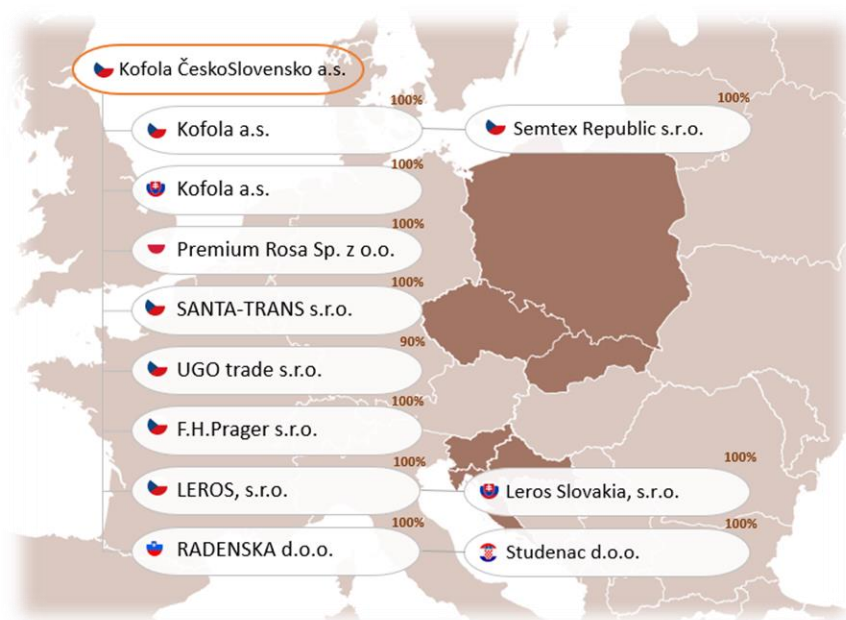 Kofola ČeskoSlovensko a.s.
100%
Kofola a.s.
100%
Semtex Republic s.r.o.
100%
Kofola a.s.
100%
Premium Rosa Sp. z o.o.
100%
SANTA-TRANS s.r.o.
90%
UGO trade s.r.o.
100%
F.H.Prager s.r.o.
100%
LEROS, s.r.o.
100%
Leros Slovakia, s.r.o.
100%
RADENSKA d.o.o.
100%
Studenac d.o.o.